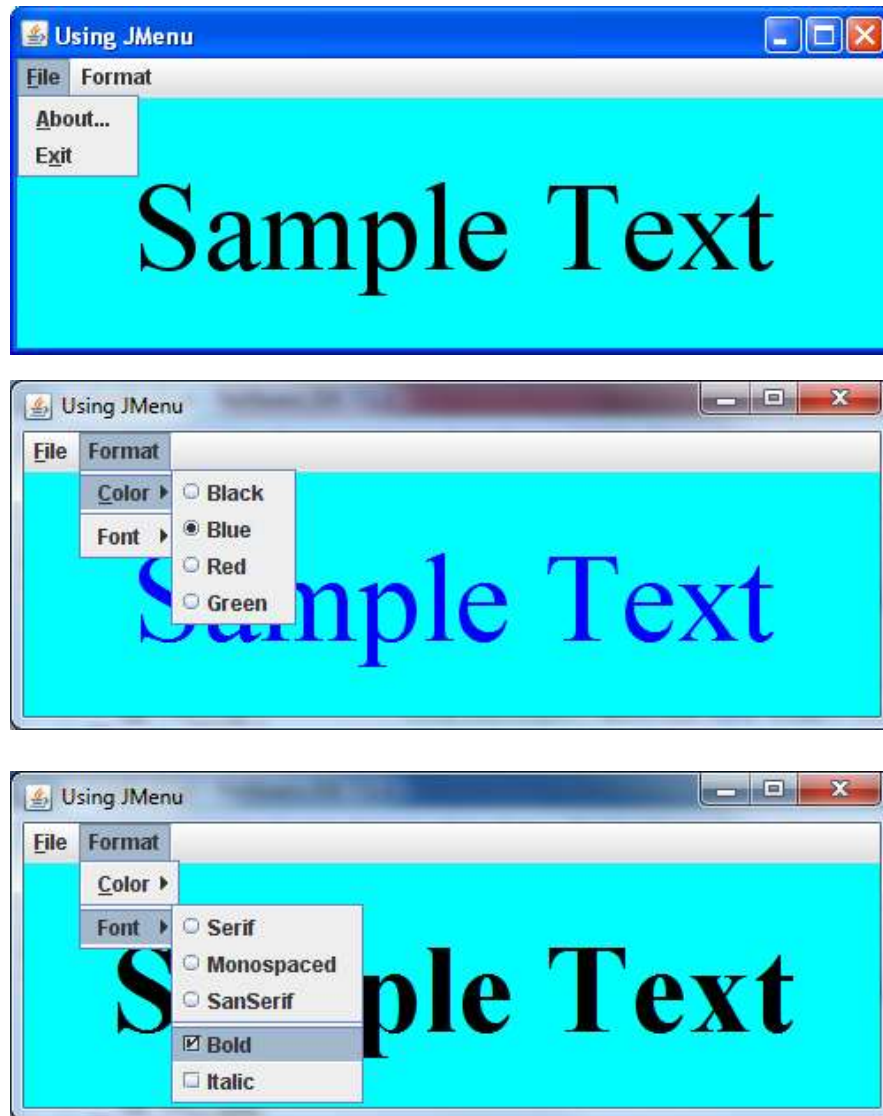 Using JMenu
File Format
About...
Exit
Sample Text
Using JMenu
File Format
Color
Black
Blue
Font
Red
Green
Sample Text
Using JMenu
File Format
Color
Font
Serif
Monospaced
SanSerif
Bold
Italic
Sample Text